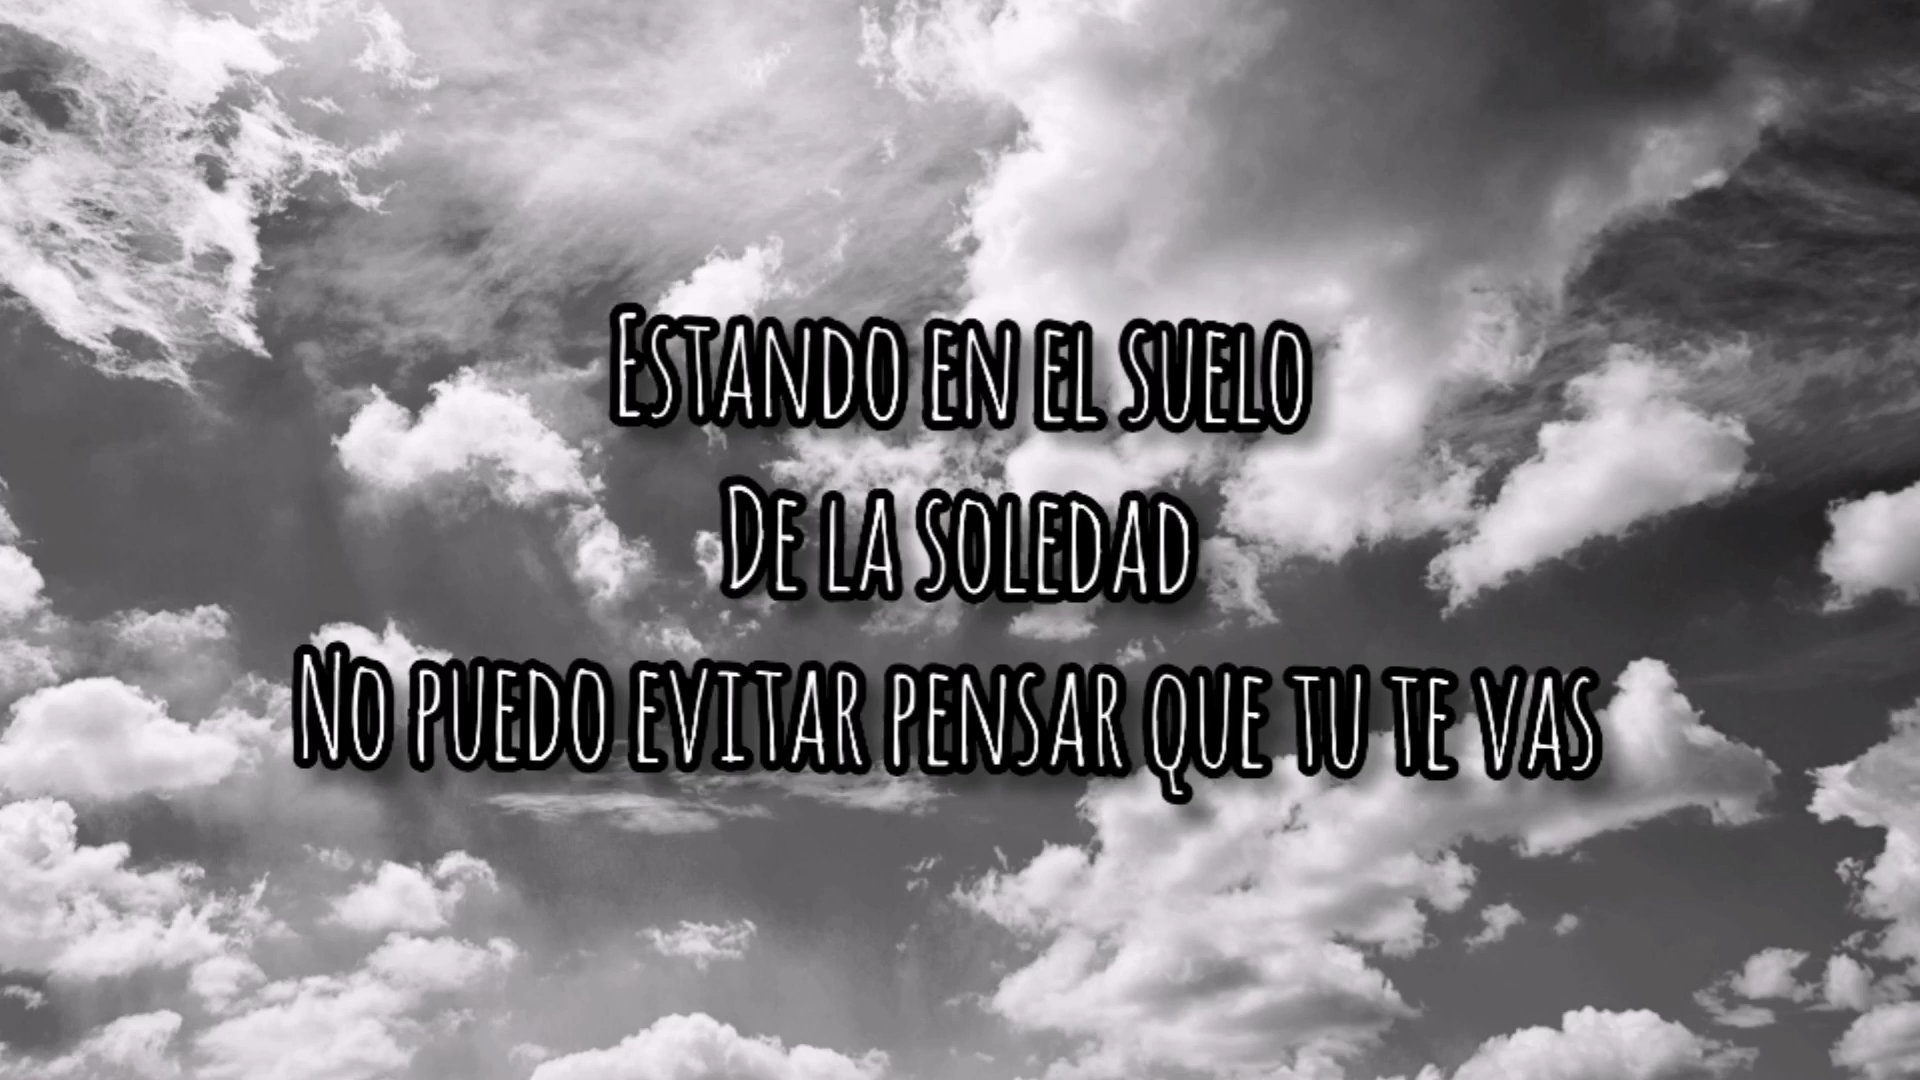 Estando en el suelo
De la soledad
No puedo evitar pensar que tu te vas